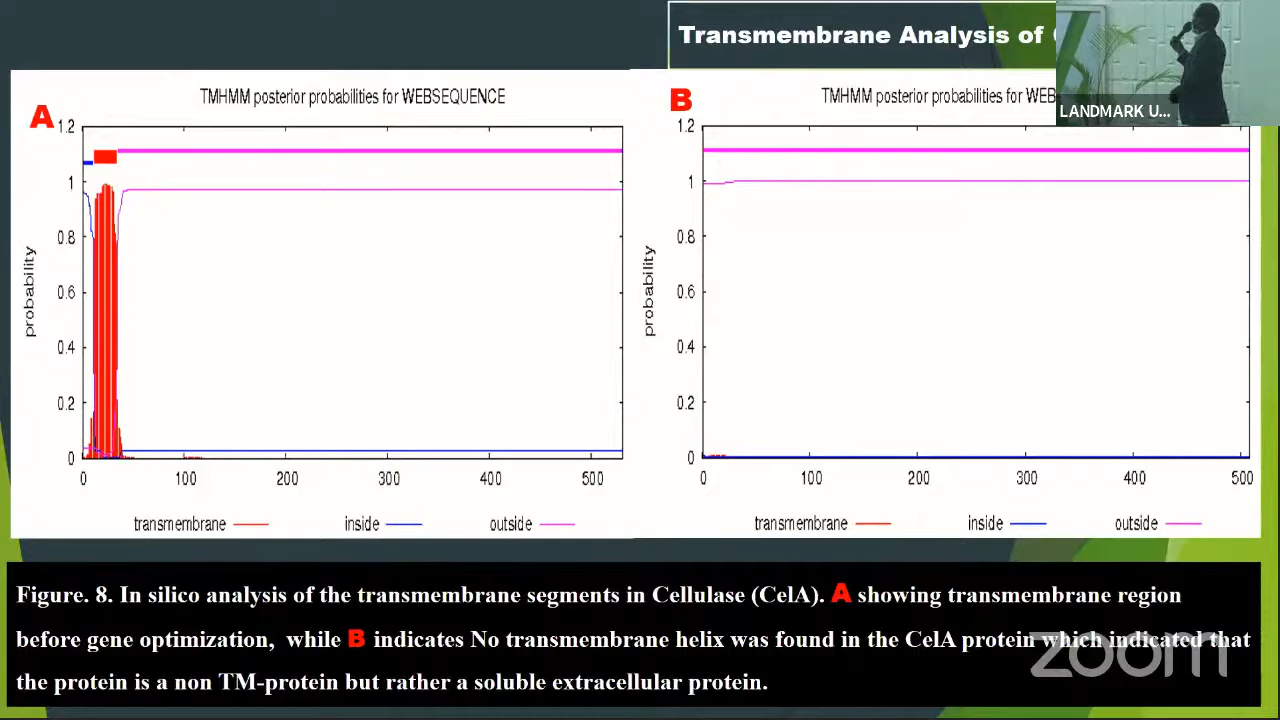 Transmembrane Analysis of
LANDMARK U...
A
TMHMM posterior probabilities for WEBSEQUENCE
1.2
1
0.8
0.6
0.4
0.2
0
probability
0 100 200 300 400 500
transmembrane inside outside
B
TMHMM posterior probabilities for WEB
1.2
1
0.8
0.6
0.4
0.2
0
probability
0 100 200 300 400 500
transmembrane inside outside
Figure. 8. In silico analysis of the transmembrane segments in Cellulase (CelA). A showing transmembrane region
before gene optimization, while B indicates No transmembrane helix was found in the CelA protein which indicated that
the protein is a non TM-protein but rather a soluble extracellular protein.
zoom